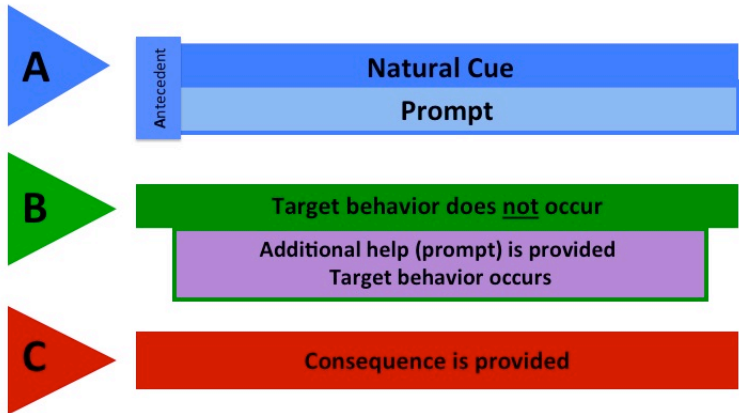 A
Antecedent
Natural Cue
Prompt
B
Target behavior does not occur
Additional help (prompt) is provided
Target behavior occurs
C
Consequence is provided